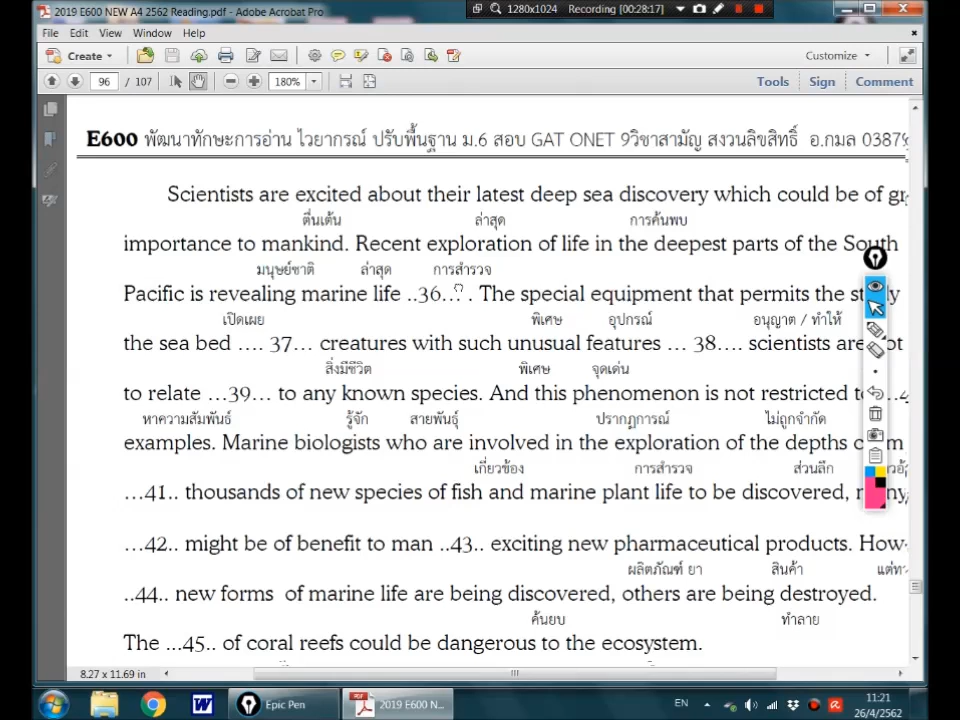 2019 E600 NEW A4 2562 Reading.pdf - Adobe Acrobat Pro
1280x1024 Recording [00:28:17]
File Edit View Window Help
Create Customize
96 / 107 180% Tools Sign Comment
E600 พัฒนาทักษะการอ่าน ไวยากรณ์ ปรับพื้นฐาน ม.6 สอบ GAT ONET 9วิชาสามัญ สงวนลิขสิทธิ์ อ.กมล
Scientists are excited about their latest deep sea discovery which could be of
ตื่นเต้น ล่าสุด การค้นพบ
importance to mankind. Recent exploration of life in the deepest parts of the South
มนุษย์ชาติ ล่าสุด การสำรวจ
Pacific is revealing marine life ..36... . The special equipment that permits the
เปิดเผย พิเศษ อุปกรณ์ อนุญาต / ทำให้
the sea bed .... 37... creatures with such unusual features ... 38.... scientists are
สิ่งมีชีวิต พิเศษ จุดเด่น
to relate ...39... to any known species. And this phenomenon is not restricted
หาความสัมพันธ์ รู้จัก สายพันธุ์ ปรากฏการณ์ ไม่ถูกจำกัด
examples. Marine biologists who are involved in the exploration of the depths
เกี่ยวข้อง การสำรวจ ส่วนลึก
...41.. thousands of new species of fish and marine plant life to be discovered,
...42.. might be of benefit to man ..43.. exciting new pharmaceutical products.
ผลิตภัณฑ์ ยา สินค้า
..44.. new forms of marine life are being discovered, others are being destroyed.
ค้นยบ ทำลาย
The ...45.. of coral reefs could be dangerous to the ecosystem.
8.27 x 11.69 in
Epic Pen 2019 E600 N... EN 11:21
26/4/2562